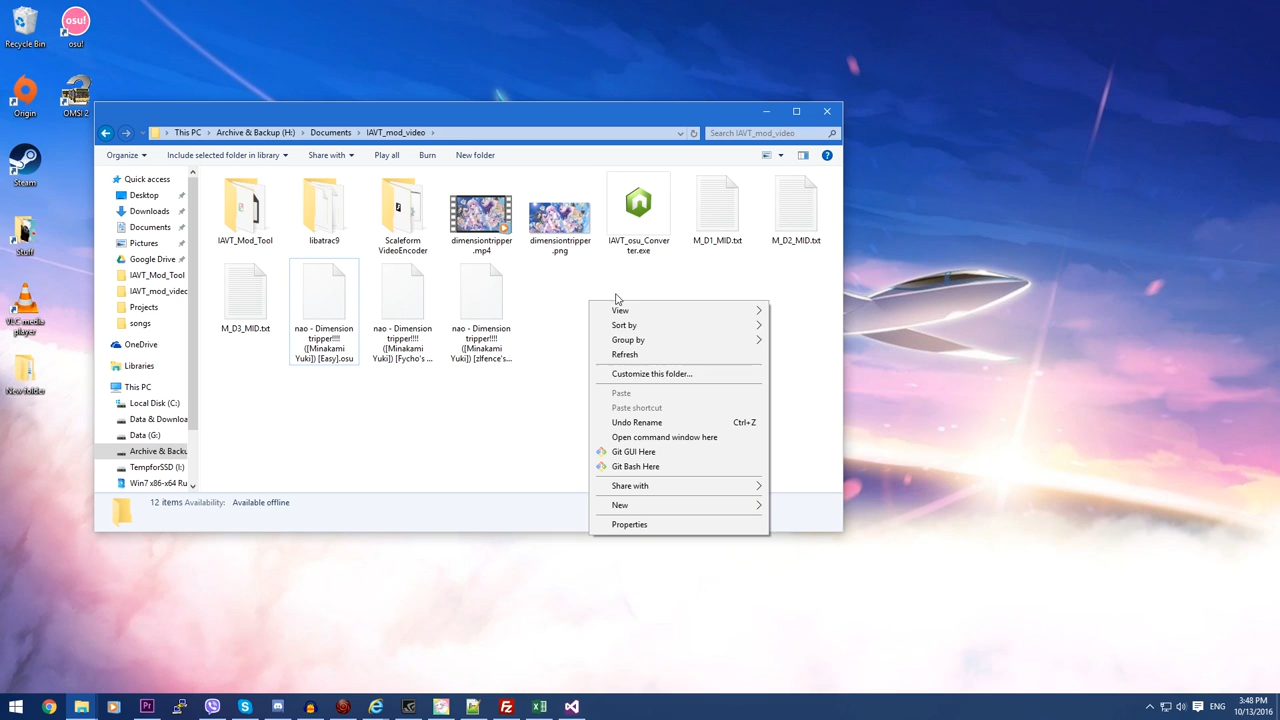 Recycle Bin
osu!
osu!
Origin
OMSI 2
Steam
Stuff
VLC media
player
New folder
This PC
Archive & Backup (H:)
Documents
IAVT_mod_video
Search IAVT_mod_video
Organize
Include selected folder in library
Share with
Play all
Burn
New folder
Quick access
Desktop
Downloads
Documents
Pictures
Google Drive
IAVT_Mod_Tool
IAVT_mod_video
Projects
songs
OneDrive
Libraries
This PC
Local Disk (C:)
Data & Downloa
Data (G:)
Archive & Backu
TempforSSD (I:)
Win7 x86-64 Ru
IAVT_Mod_Tool
libatrac9
Scaleform
VideoEncoder
dimensiontripper
.mp4
dimensiontripper
.png
IAVT_osu_Conver
ter.exe
M_D1_MID.txt
M_D2_MID.txt
M_D3_MID.txt
nao - Dimension
tripper!!!!
([Minakami
Yuki]) [Easy].osu
nao - Dimension
tripper!!!!
([Minakami
Yuki]) [Fycho's ...
nao - Dimension
tripper!!!!
([Minakami
Yuki]) [zlfence's...
View
Sort by
Group by
Refresh
Customize this folder...
Paste
Paste shortcut
Undo Rename Ctrl+Z
Open command window here
Git GUI Here
Git Bash Here
Share with
New
Properties
12 items Availability: Available offline
ENG
3:48 PM
10/13/2016